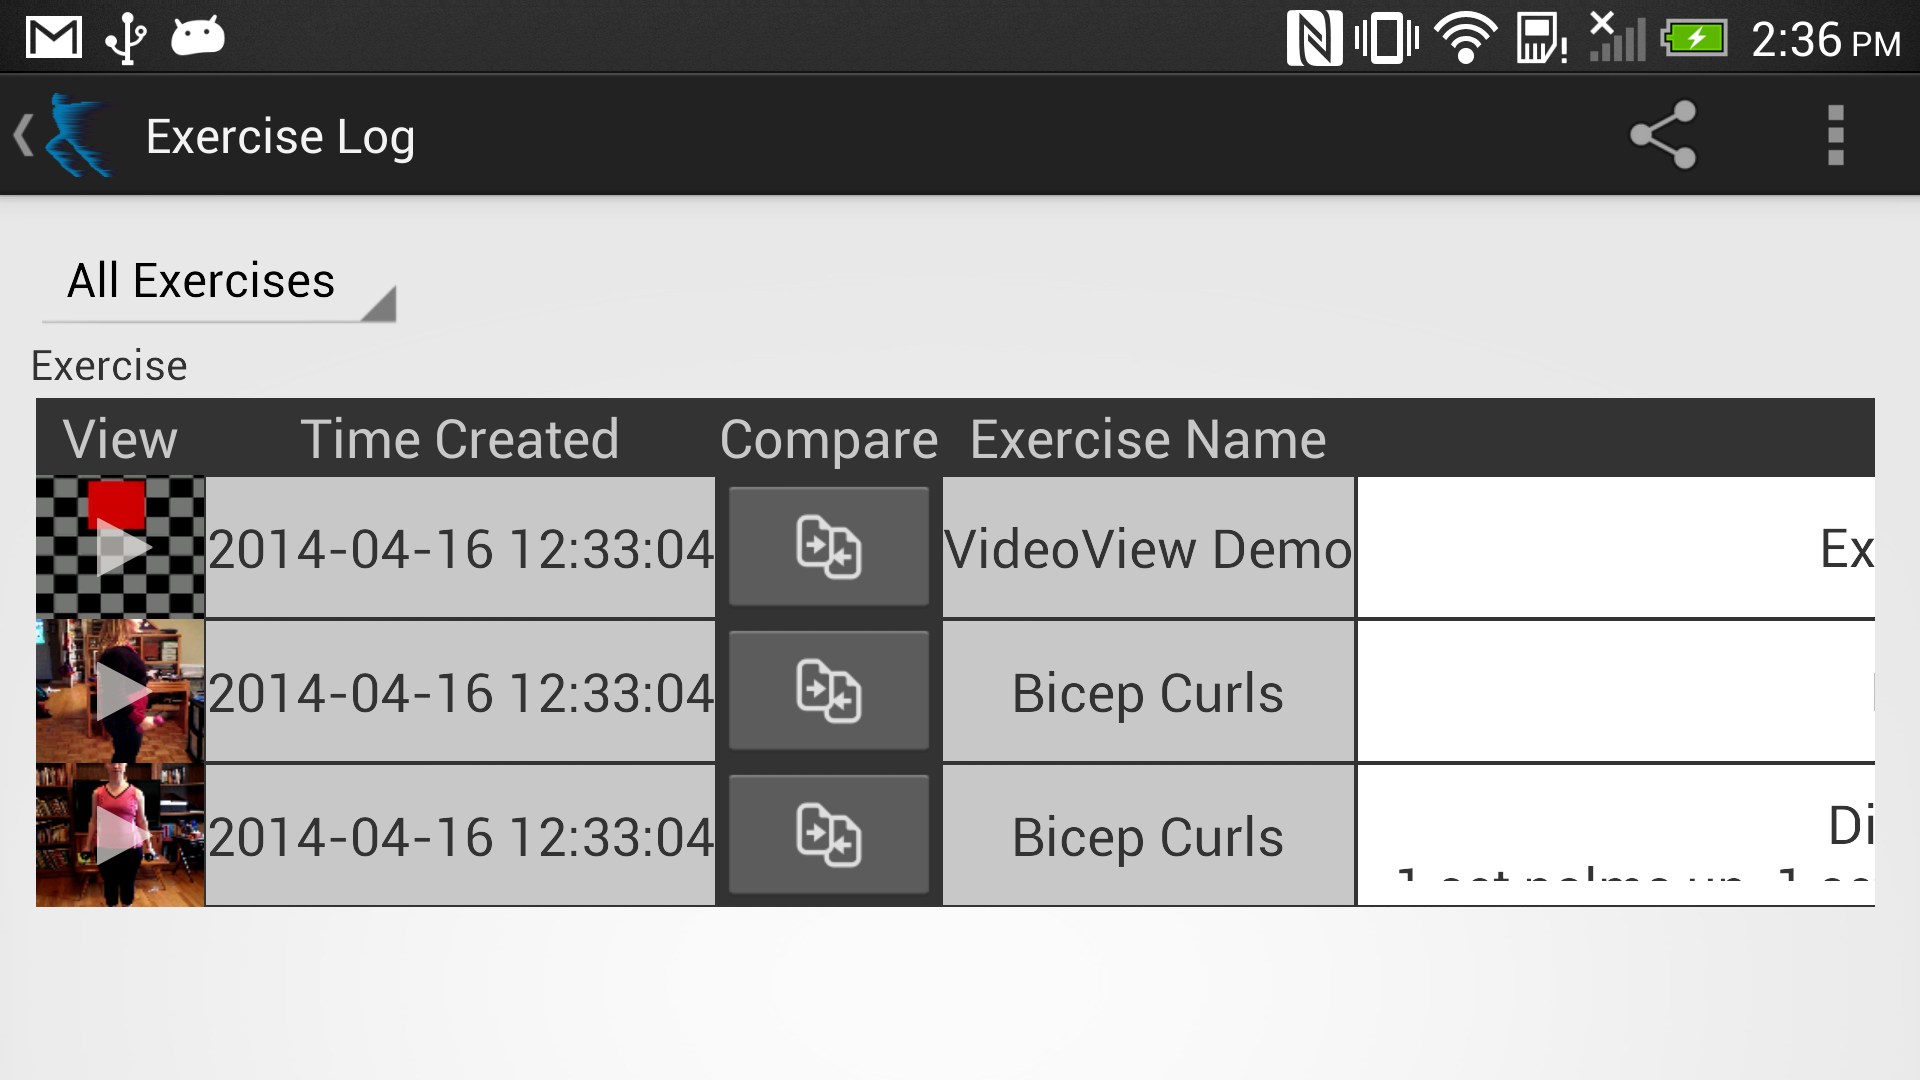 2:36 PM
Exercise Log
All Exercises
Exercise
View Time Created Compare Exercise Name
2014-04-16 12:33:04 VideoView Demo Ex
2014-04-16 12:33:04 Bicep Curls
2014-04-16 12:33:04 Bicep Curls Di